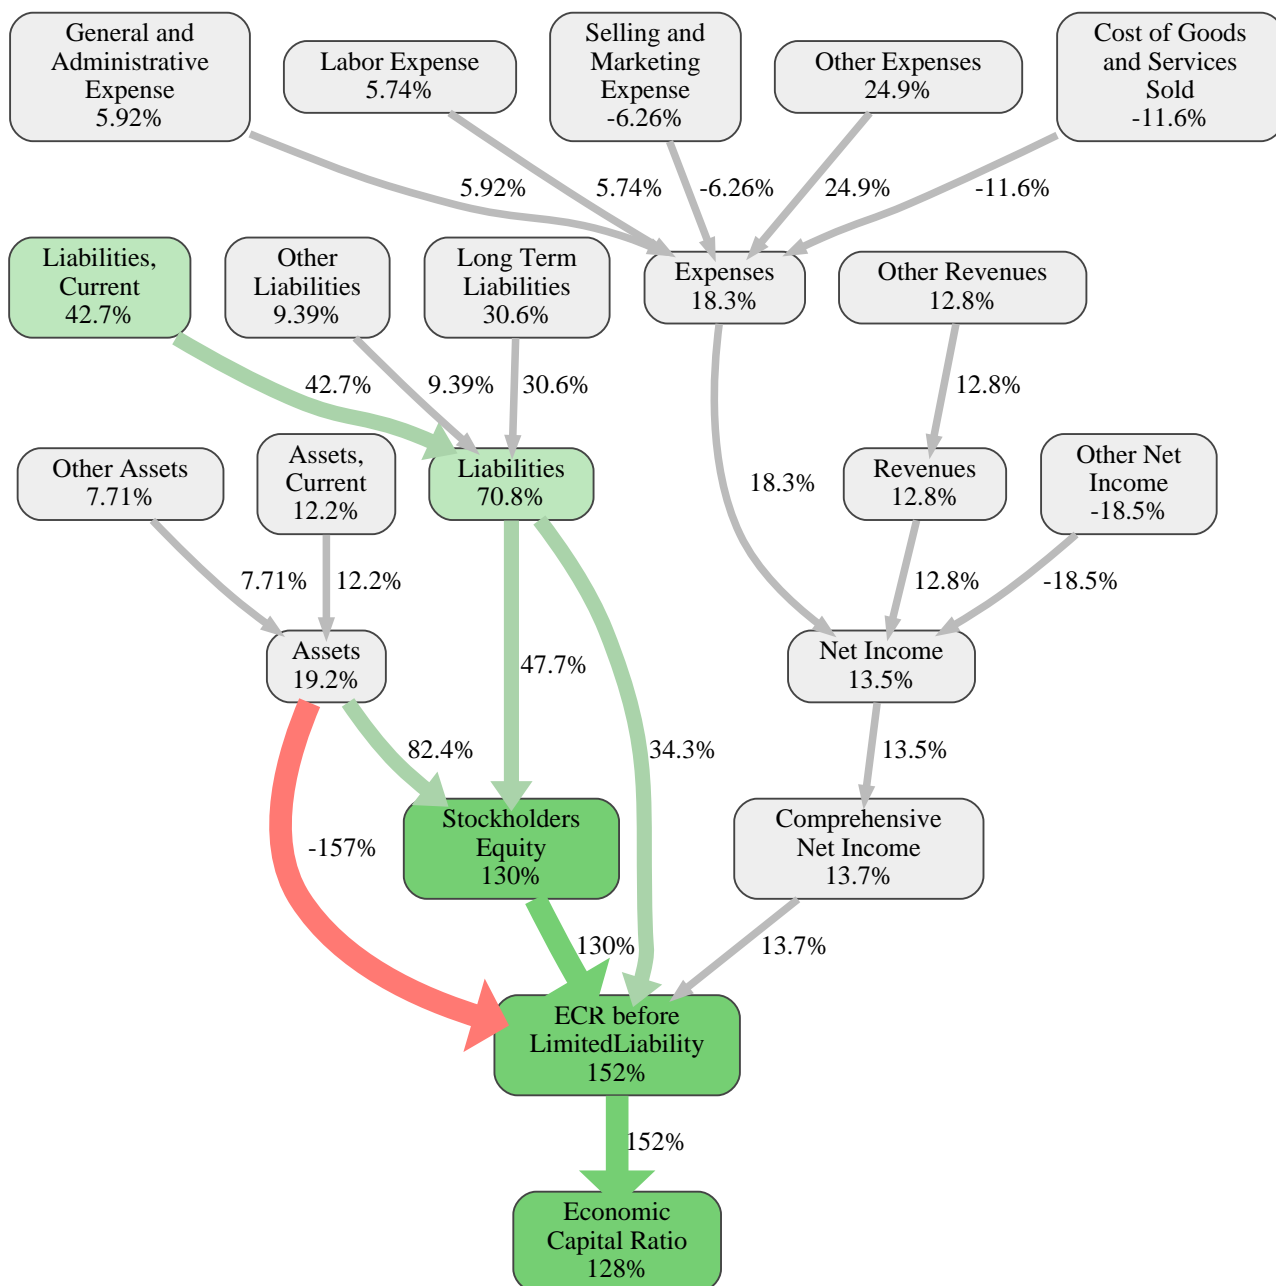 General and
Administrative
Expense
5.92%
Labor Expense
5.74%
Selling and
Marketing
Expense
-6.26%
Other Expenses
24.9%
Cost of Goods
and Services
Sold
-11.6%
5.92%
5.74%
-6.26%
24.9%
-11.6%
Liabilities,
Current
42.7%
Other
Liabilities
9.39%
Long Term
Liabilities
30.6%
Expenses
18.3%
Other Revenues
12.8%
42.7%
9.39%
30.6%
12.8%
Other Assets
7.71%
Assets,
Current
12.2%
Liabilities
70.8%
18.3%
Revenues
12.8%
Other Net
Income
-18.5%
7.71%
12.2%
12.8%
-18.5%
Assets
19.2%
47.7%
Net Income
13.5%
82.4%
34.3%
13.5%
-157%
Stockholders
Equity
130%
Comprehensive
Net Income
13.7%
130%
13.7%
ECR before
LimitedLiability
152%
152%
Economic
Capital Ratio
128%